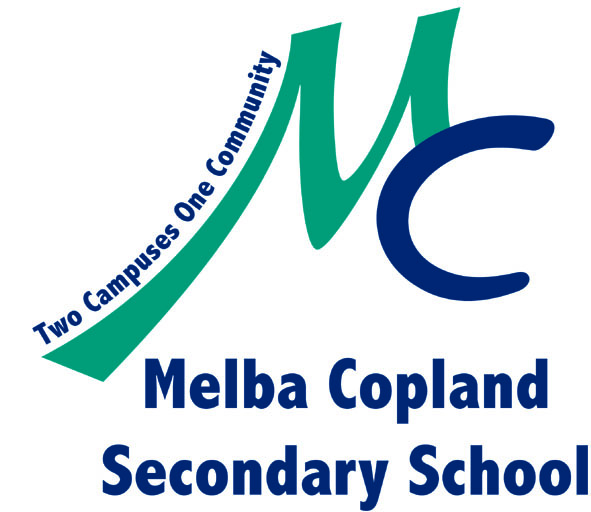 Two Campuses One Community
MC
Melba Copland
Secondary School